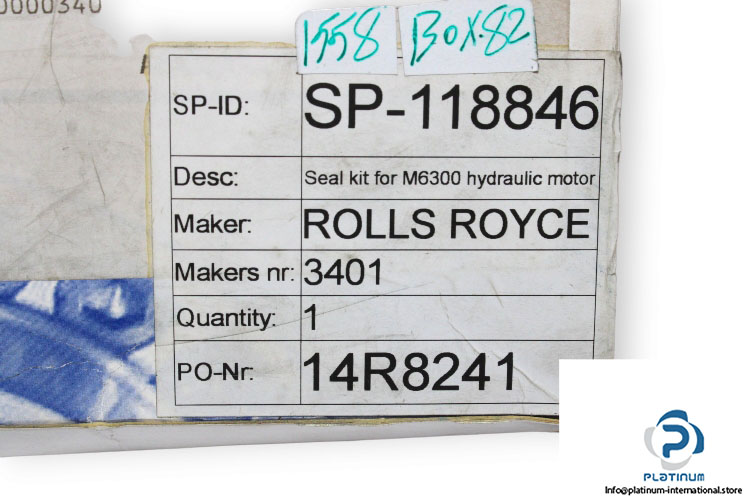 0000340
1558
BOX.82
SP-ID: SP-118846
Desc: Seal kit for M6300 hydraulic motor
Maker: ROLLS ROYCE
Makers nr: 3401
Quantity: 1
PO-Nr: 14R8241
PLATINUM
Info@platinum-international.store